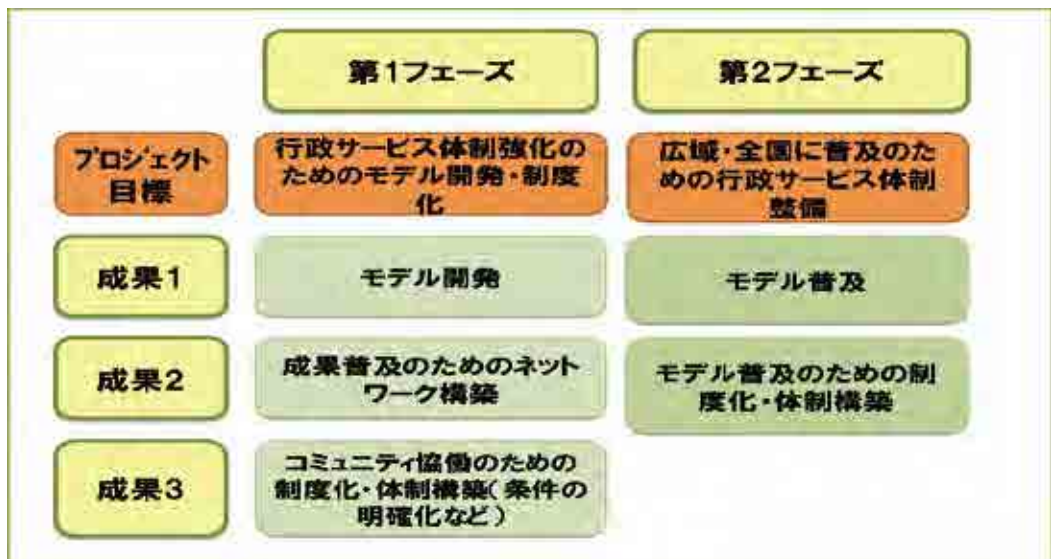 第1フェーズ
第2フェーズ
プロジェクト
目標
行政サービス体制強化の
ためのモデル開発・制度
化
広域・全国に普及のた
めの行政サービス体制
整備
成果1
モデル開発
モデル普及
成果2
成果普及のためのネット
ワーク構築
モデル普及のための制
度化・体制構築
成果3
コミュニティ協働のための
制度化・体制構築(条件の
明確化など)